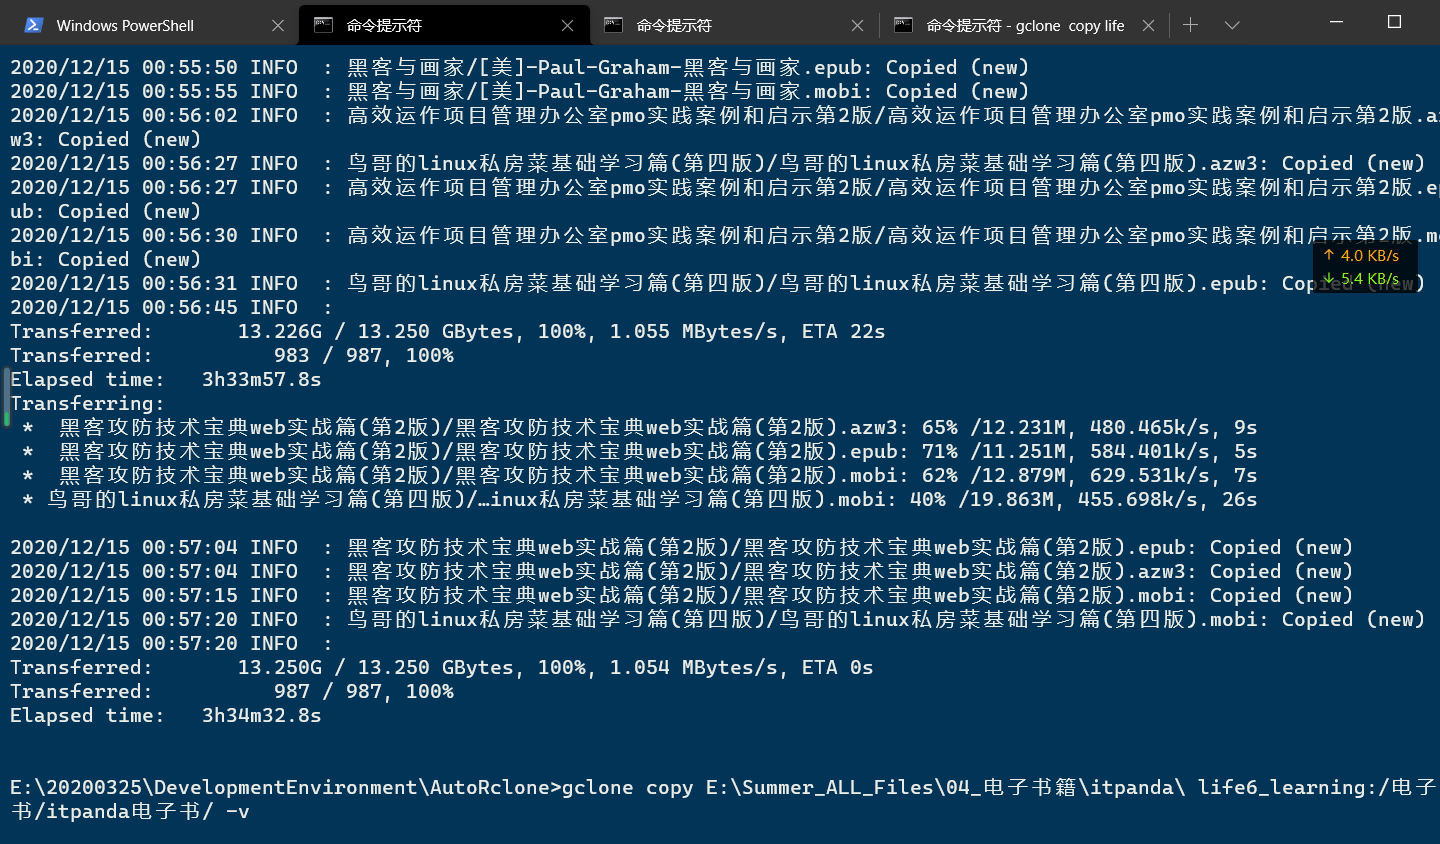 Windows PowerShell
命令提示符
命令提示符
命令提示符 - gclone copy life
2020/12/15 00:55:50 INFO  : 黑客与画家/[美]-Paul-Graham-黑客与画家.epub: Copied (new)
2020/12/15 00:55:55 INFO  : 黑客与画家/[美]-Paul-Graham-黑客与画家.mobi: Copied (new)
2020/12/15 00:56:02 INFO  : 高效运作项目管理办公室pmo实践案例和启示第2版/高效运作项目管理办公室pmo实践案例和启示第2版.az
w3: Copied (new)
2020/12/15 00:56:27 INFO  : 鸟哥的linux私房菜基础学习篇(第四版)/鸟哥的linux私房菜基础学习篇(第四版).azw3: Copied (new)
2020/12/15 00:56:27 INFO  : 高效运作项目管理办公室pmo实践案例和启示第2版/高效运作项目管理办公室pmo实践案例和启示第2版.ep
ub: Copied (new)
2020/12/15 00:56:30 INFO  : 高效运作项目管理办公室pmo实践案例和启示第2版/高效运作项目管理办公室pmo实践案例和启示第2版.mo
bi: Copied (new)
↑ 4.0 KB/s
2020/12/15 00:56:31 INFO  : 鸟哥的linux私房菜基础学习篇(第四版)/鸟哥的linux私房菜基础学习篇(第四版).epub: Copied (new)
↓ 5.4 KB/s
2020/12/15 00:56:45 INFO  :
Transferred:       13.226G / 13.250 GBytes, 100%, 1.055 MBytes/s, ETA 22s
Transferred:          983 / 987, 100%
Elapsed time:   3h33m57.8s
Transferring:
 *  黑客攻防技术宝典web实战篇(第2版)/黑客攻防技术宝典web实战篇(第2版).azw3: 65% /12.231M, 480.465k/s, 9s
 *  黑客攻防技术宝典web实战篇(第2版)/黑客攻防技术宝典web实战篇(第2版).epub: 71% /11.251M, 584.401k/s, 5s
 *  黑客攻防技术宝典web实战篇(第2版)/黑客攻防技术宝典web实战篇(第2版).mobi: 62% /12.879M, 629.531k/s, 7s
 * 鸟哥的linux私房菜基础学习篇(第四版)/…inux私房菜基础学习篇(第四版).mobi: 40% /19.863M, 455.698k/s, 26s
2020/12/15 00:57:04 INFO  : 黑客攻防技术宝典web实战篇(第2版)/黑客攻防技术宝典web实战篇(第2版).epub: Copied (new)
2020/12/15 00:57:04 INFO  : 黑客攻防技术宝典web实战篇(第2版)/黑客攻防技术宝典web实战篇(第2版).azw3: Copied (new)
2020/12/15 00:57:15 INFO  : 黑客攻防技术宝典web实战篇(第2版)/黑客攻防技术宝典web实战篇(第2版).mobi: Copied (new)
2020/12/15 00:57:20 INFO  : 鸟哥的linux私房菜基础学习篇(第四版)/鸟哥的linux私房菜基础学习篇(第四版).mobi: Copied (new)
2020/12/15 00:57:20 INFO  :
Transferred:       13.250G / 13.250 GBytes, 100%, 1.054 MBytes/s, ETA 0s
Transferred:          987 / 987, 100%
Elapsed time:   3h34m32.8s
E:\20200325\DevelopmentEnvironment\AutoRclone>gclone copy E:\Summer_ALL_Files\04_电子书籍\itpanda\ life6_learning:/电子
书/itpanda电子书/ -v